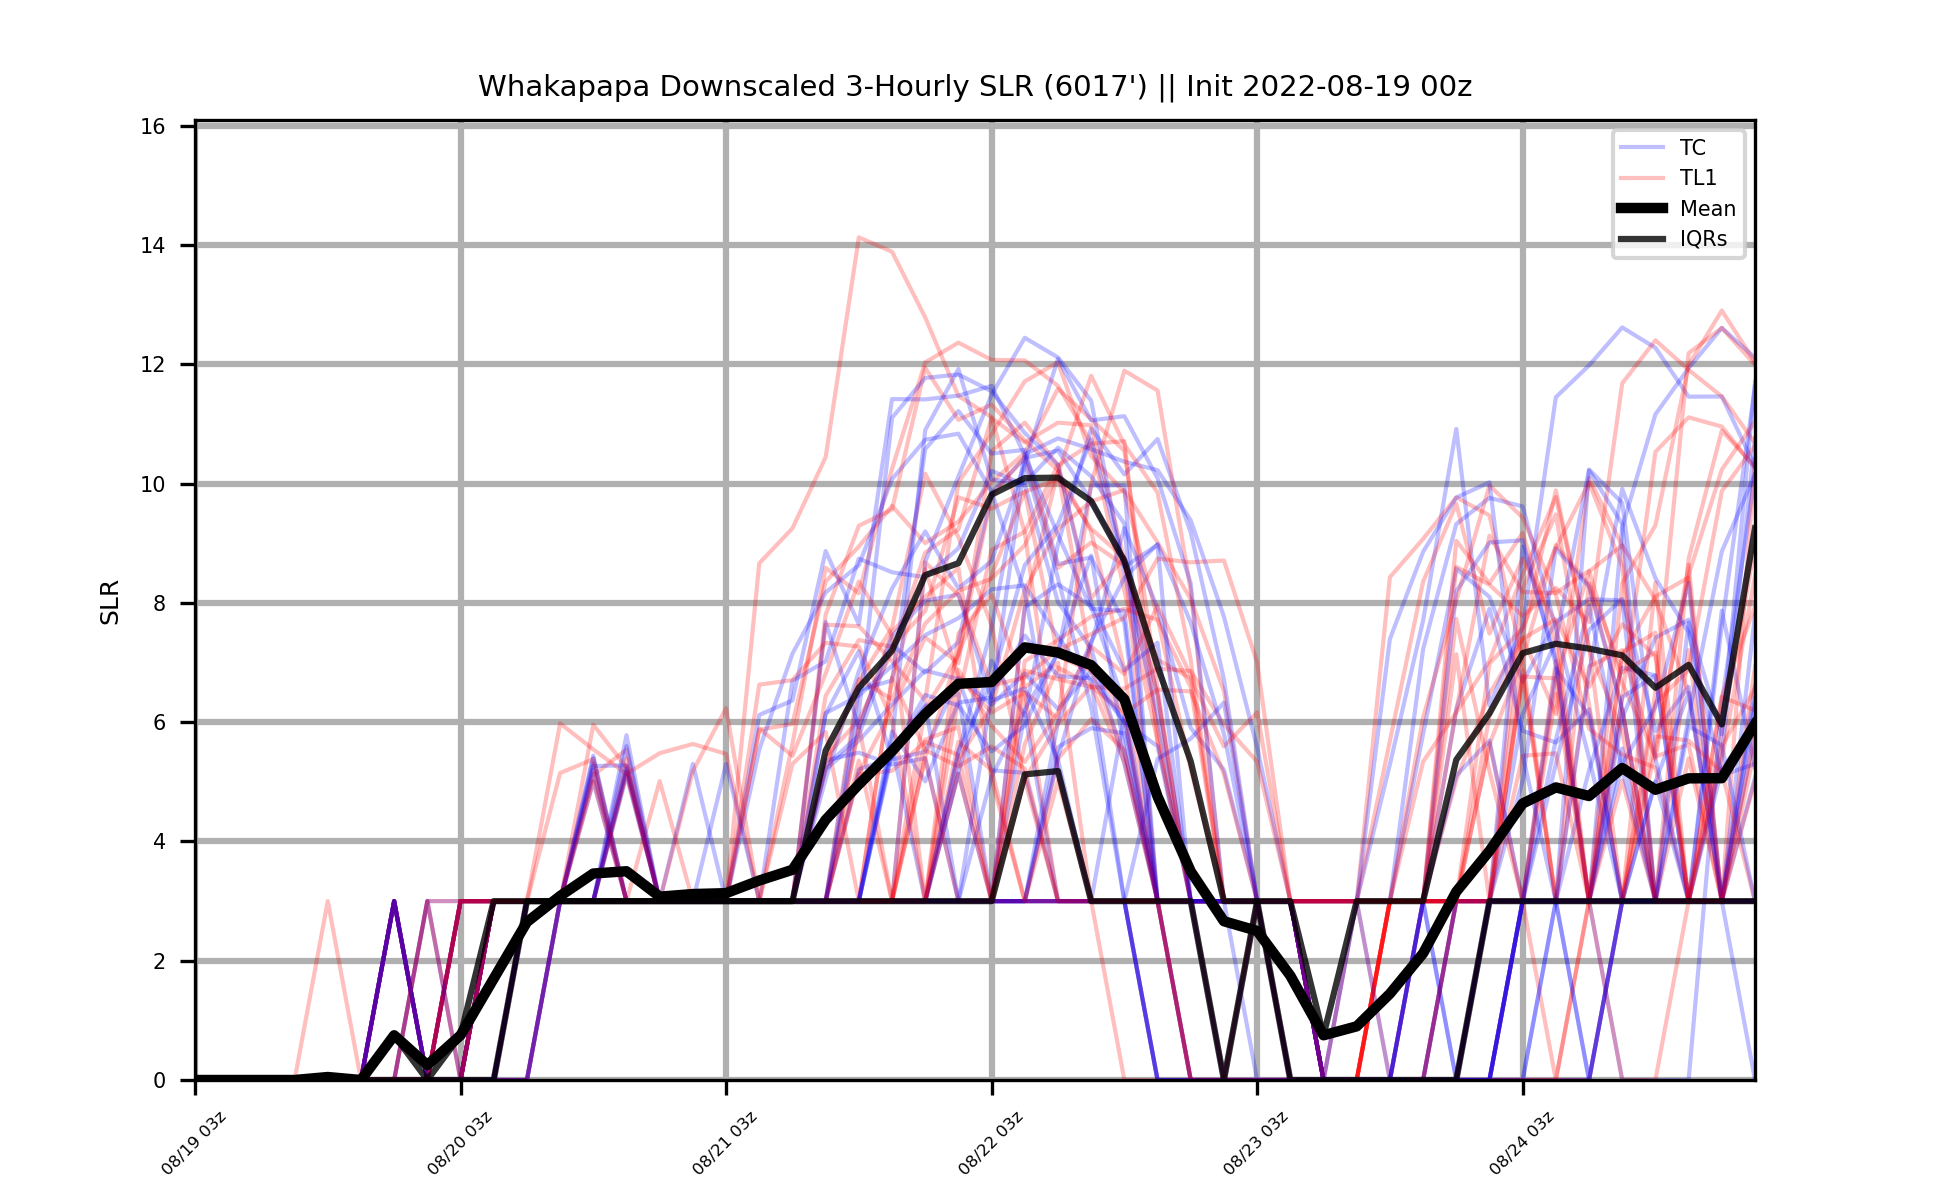 Whakapapa Downscaled 3-Hourly SLR (6017') || Init 2022-08-19 00z
16
14
12
10
8
6
4
2
0
SLR
TC
TL1
Mean
IQRs
08/19 03z
08/20 03z
08/21 03z
08/22 03z
08/23 03z
08/24 03z